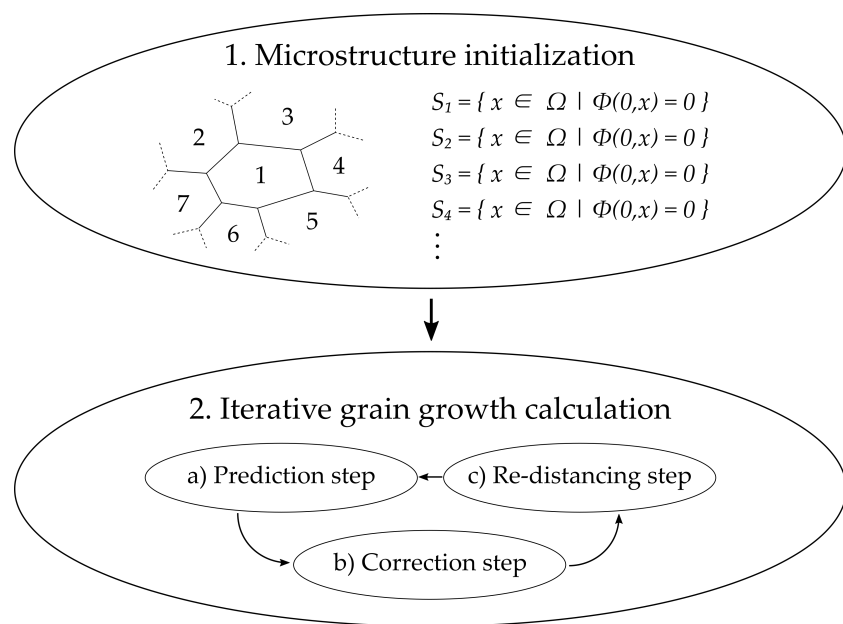 1. Microstructure initialization
S1 = { x ∈ Ω | Φ(0,x) = 0 }
S2 = { x ∈ Ω | Φ(0,x) = 0 }
S3 = { x ∈ Ω | Φ(0,x) = 0 }
S4 = { x ∈ Ω | Φ(0,x) = 0 }
⋮
3
2
4
1
7
5
6
2. Iterative grain growth calculation
a) Prediction step
c) Re-distancing step
b) Correction step